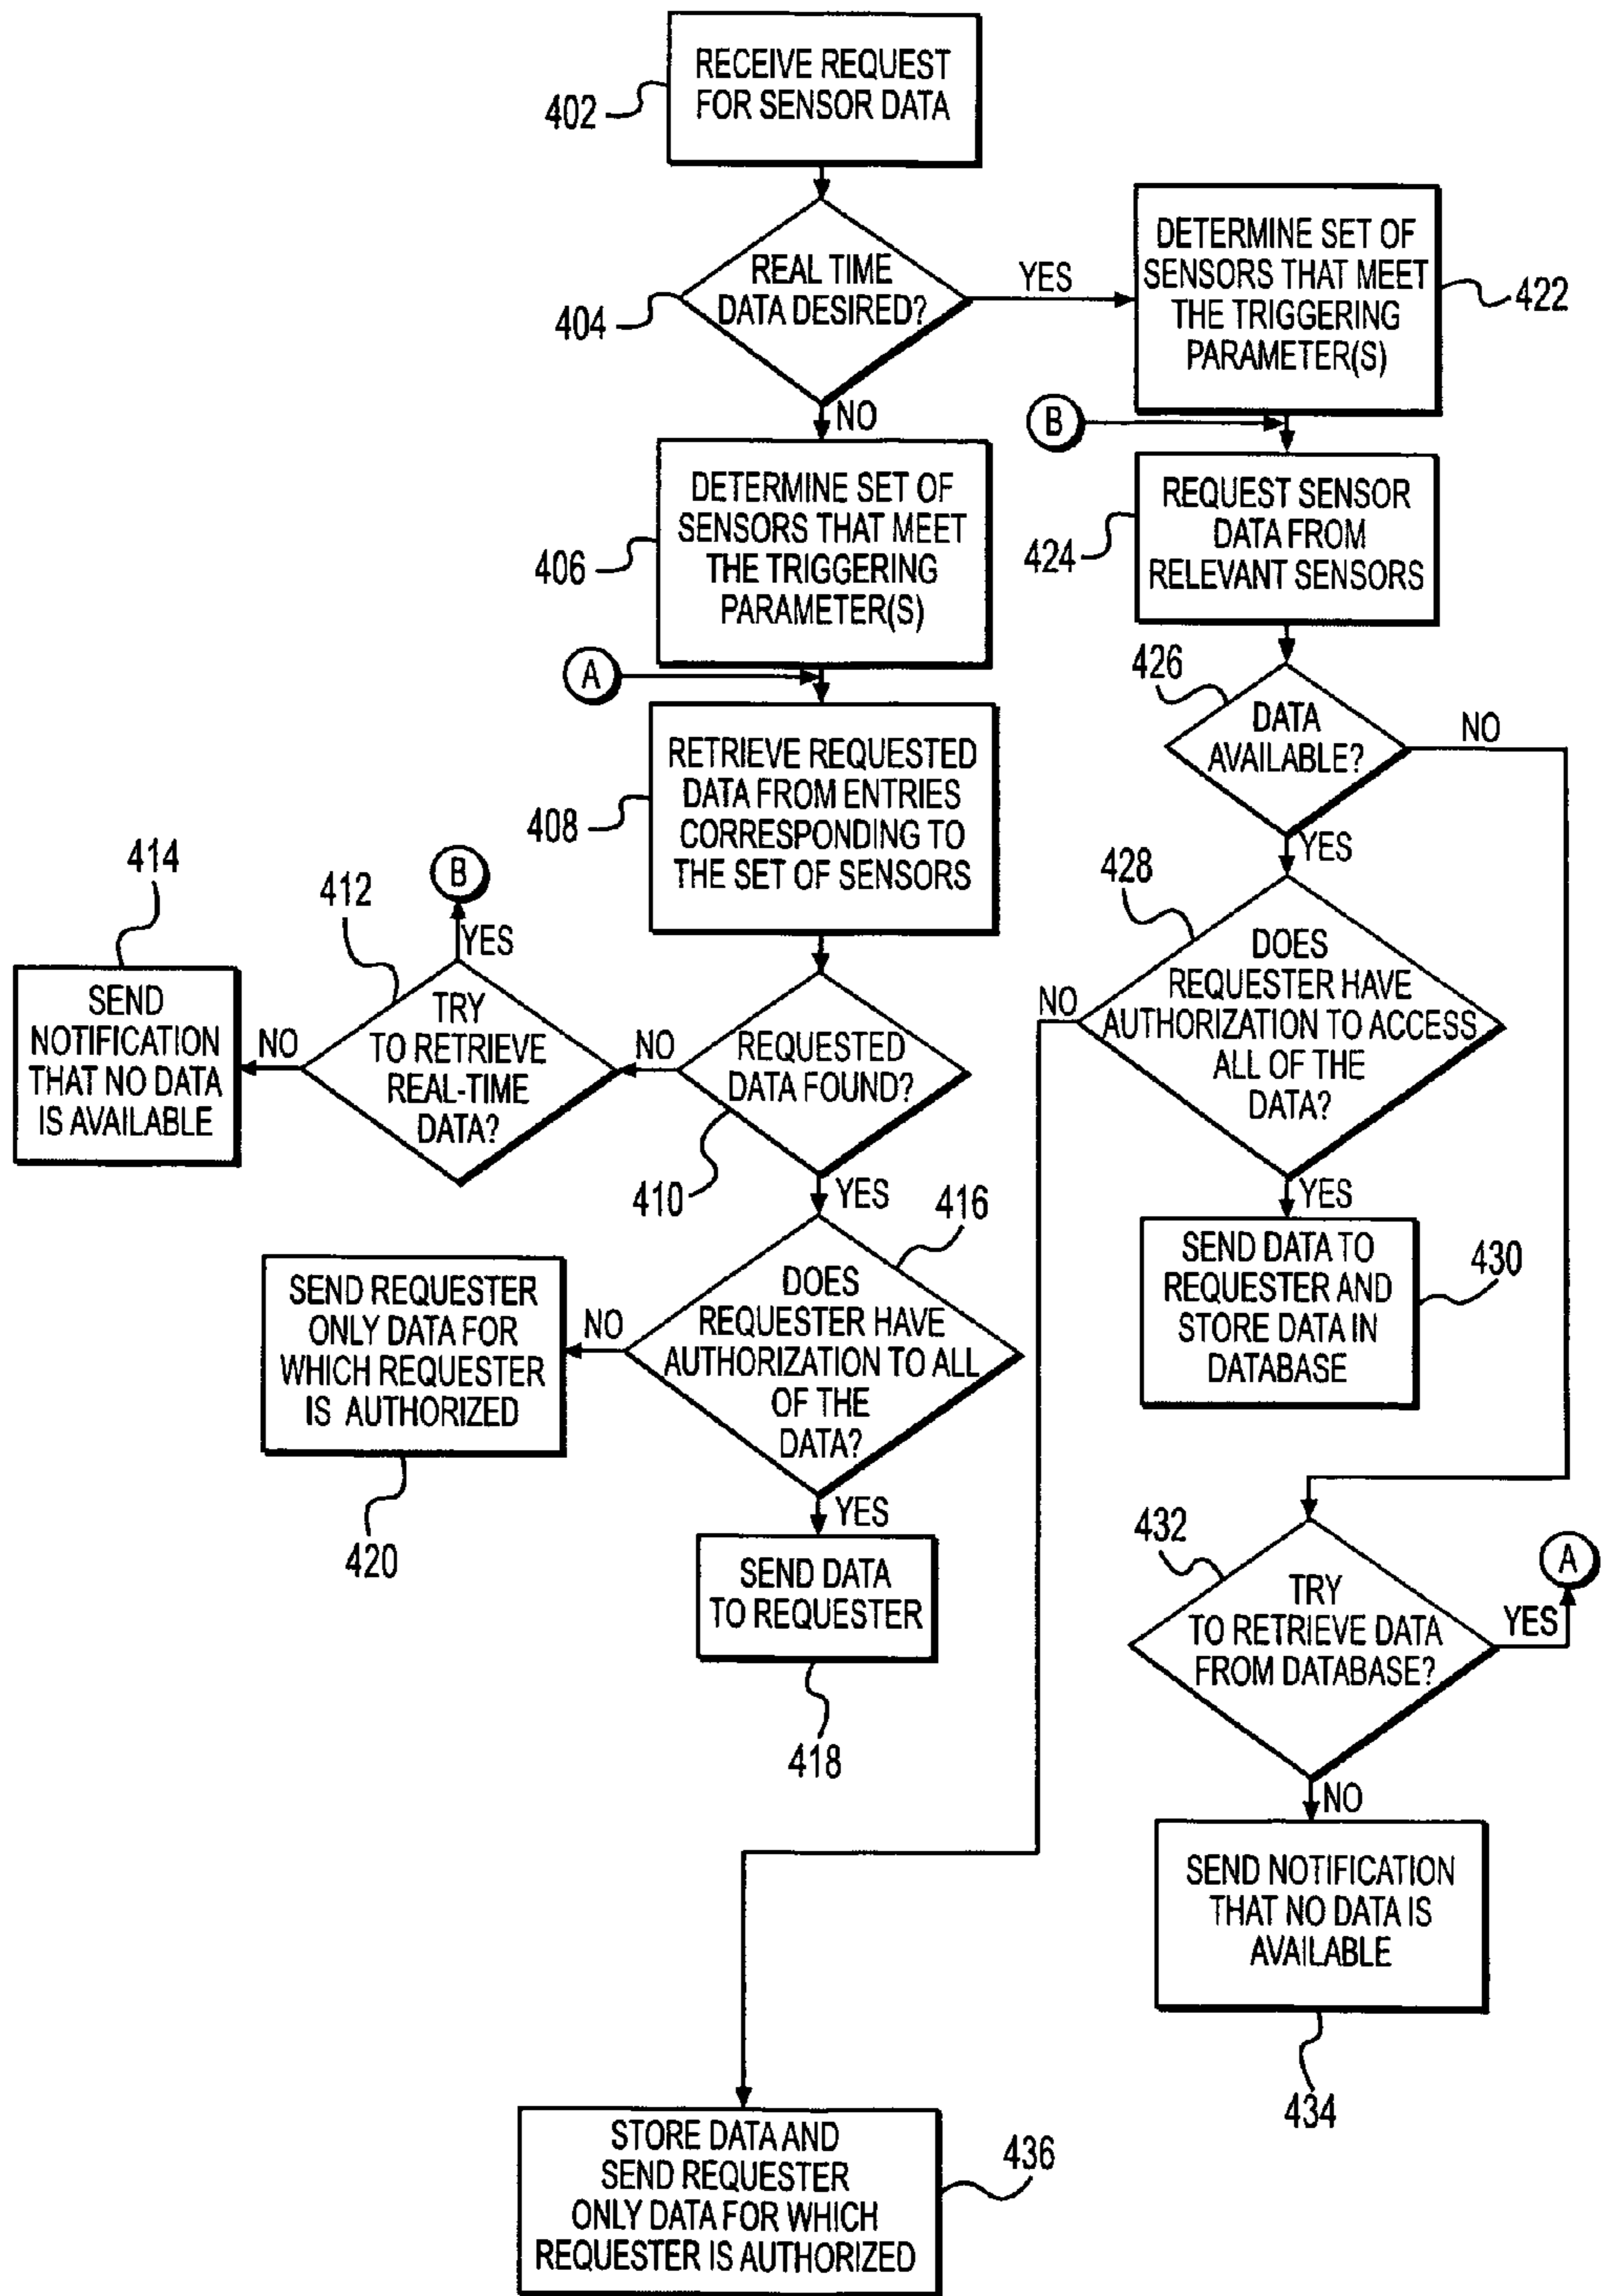 RECEIVE REQUEST
FOR SENSOR DATA
402
REAL TIME
DATA DESIRED?
404
YES
NO
DETERMINE SET OF
SENSORS THAT MEET
THE TRIGGERING
PARAMETER(S)
422
B
REQUEST SENSOR
DATA FROM
RELEVANT SENSORS
424
DETERMINE SET OF
SENSORS THAT MEET
THE TRIGGERING
PARAMETER(S)
406
A
RETRIEVE REQUESTED
DATA FROM ENTRIES
CORRESPONDING TO
THE SET OF SENSORS
408
426
DATA
AVAILABLE?
NO
YES
428
DOES
REQUESTER HAVE
AUTHORIZATION TO ACCESS
ALL OF THE
DATA?
NO
YES
414
SEND
NOTIFICATION
THAT NO DATA
IS AVAILABLE
NO
412
B
YES
TRY
TO RETRIEVE
REAL-TIME
DATA?
NO
REQUESTED
DATA FOUND?
410
YES
416
DOES
REQUESTER HAVE
AUTHORIZATION TO ALL
OF THE
DATA?
NO
SEND REQUESTER
ONLY DATA FOR
WHICH REQUESTER
IS AUTHORIZED
420
YES
SEND DATA
TO REQUESTER
418
SEND DATA TO
REQUESTER AND
STORE DATA IN
DATABASE
430
432
TRY
TO RETRIEVE DATA
FROM DATABASE?
YES
A
NO
SEND NOTIFICATION
THAT NO DATA IS
AVAILABLE
434
STORE DATA AND
SEND REQUESTER
ONLY DATA FOR WHICH
REQUESTER IS AUTHORIZED
436